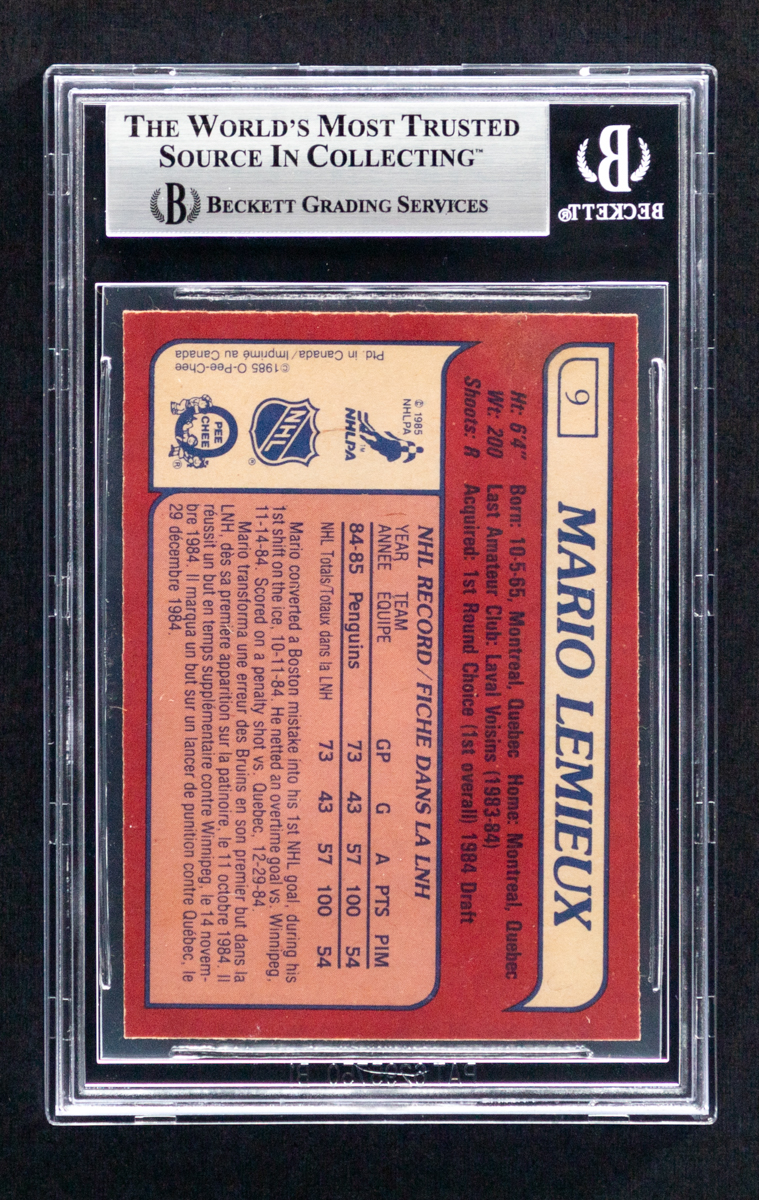 THE WORLD'S MOST TRUSTED
SOURCE IN COLLECTING™
B BECKETT GRADING SERVICES
B
BECKETT®
9
MARIO LEMIEUX
Ht: 6'4" Born: 10-5-65, Montreal, Quebec Home: Montreal, Quebec
Wt: 200 Last Amateur Club: Laval Voisins (1983-84)
Shoots: R Acquired: 1st Round Choice (1st overall) 1984 Draft
© 1985
NHLPA
NHLPA™
NHL®
O PEE CHEE®
©1985 O-Pee-Chee
Ptd. in Canada/Imprimé au Canada
NHL RECORD/FICHE DANS LA LNH
YEAR TEAM
ANNÉE ÉQUIPE GP G A PTS PIM
84-85 Penguins 73 43 57 100 54
NHL Totals/Totaux dans la LNH 73 43 57 100 54
Mario converted a Boston mistake into his 1st NHL goal, during his
1st shift on the ice, 10-11-84. He netted an overtime goal vs. Winnipeg,
11-14-84. Scored on a penalty shot vs. Quebec, 12-29-84.
Mario transforma une erreur des Bruins en son premier but dans la
LNH, dès sa première apparition sur la patinoire, le 11 octobre 1984. Il
réussit un but en temps supplémentaire contre Winnipeg, le 14 novem-
bre 1984. Il marqua un but sur un lancer de punition contre Québec, le
29 décembre 1984.